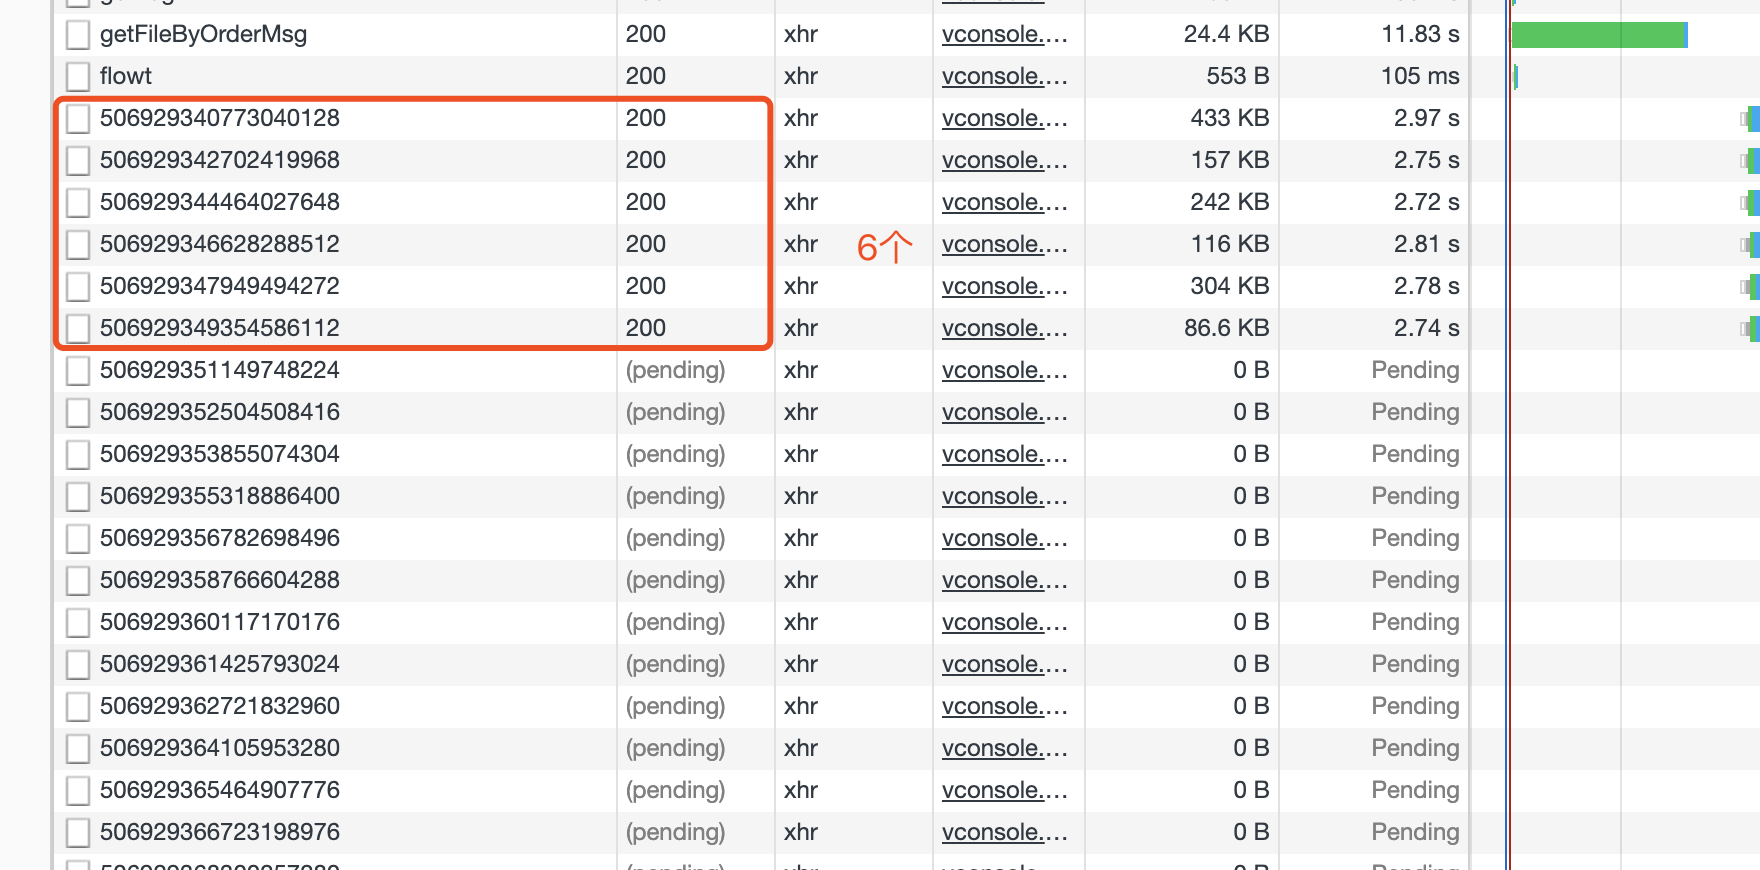 getFileByOrderMsg 200 xhr vconsole.… 24.4 KB 11.83 s
flowt 200 xhr vconsole.… 553 B 105 ms
506929340773040128 200 xhr vconsole.… 433 KB 2.97 s
506929342702419968 200 xhr vconsole.… 157 KB 2.75 s
506929344464027648 200 xhr vconsole.… 242 KB 2.72 s
506929346628288512 200 xhr 6个 vconsole.… 116 KB 2.81 s
506929347949494272 200 xhr vconsole.… 304 KB 2.78 s
506929349354586112 200 xhr vconsole.… 86.6 KB 2.74 s
506929351149748224 (pending) xhr vconsole.… 0 B Pending
506929352504508416 (pending) xhr vconsole.… 0 B Pending
506929353855074304 (pending) xhr vconsole.… 0 B Pending
506929355318886400 (pending) xhr vconsole.… 0 B Pending
506929356782698496 (pending) xhr vconsole.… 0 B Pending
506929358766604288 (pending) xhr vconsole.… 0 B Pending
506929360117170176 (pending) xhr vconsole.… 0 B Pending
506929361425793024 (pending) xhr vconsole.… 0 B Pending
506929362721832960 (pending) xhr vconsole.… 0 B Pending
506929364105953280 (pending) xhr vconsole.… 0 B Pending
506929365464907776 (pending) xhr vconsole.… 0 B Pending
506929366723198976 (pending) xhr vconsole.… 0 B Pending